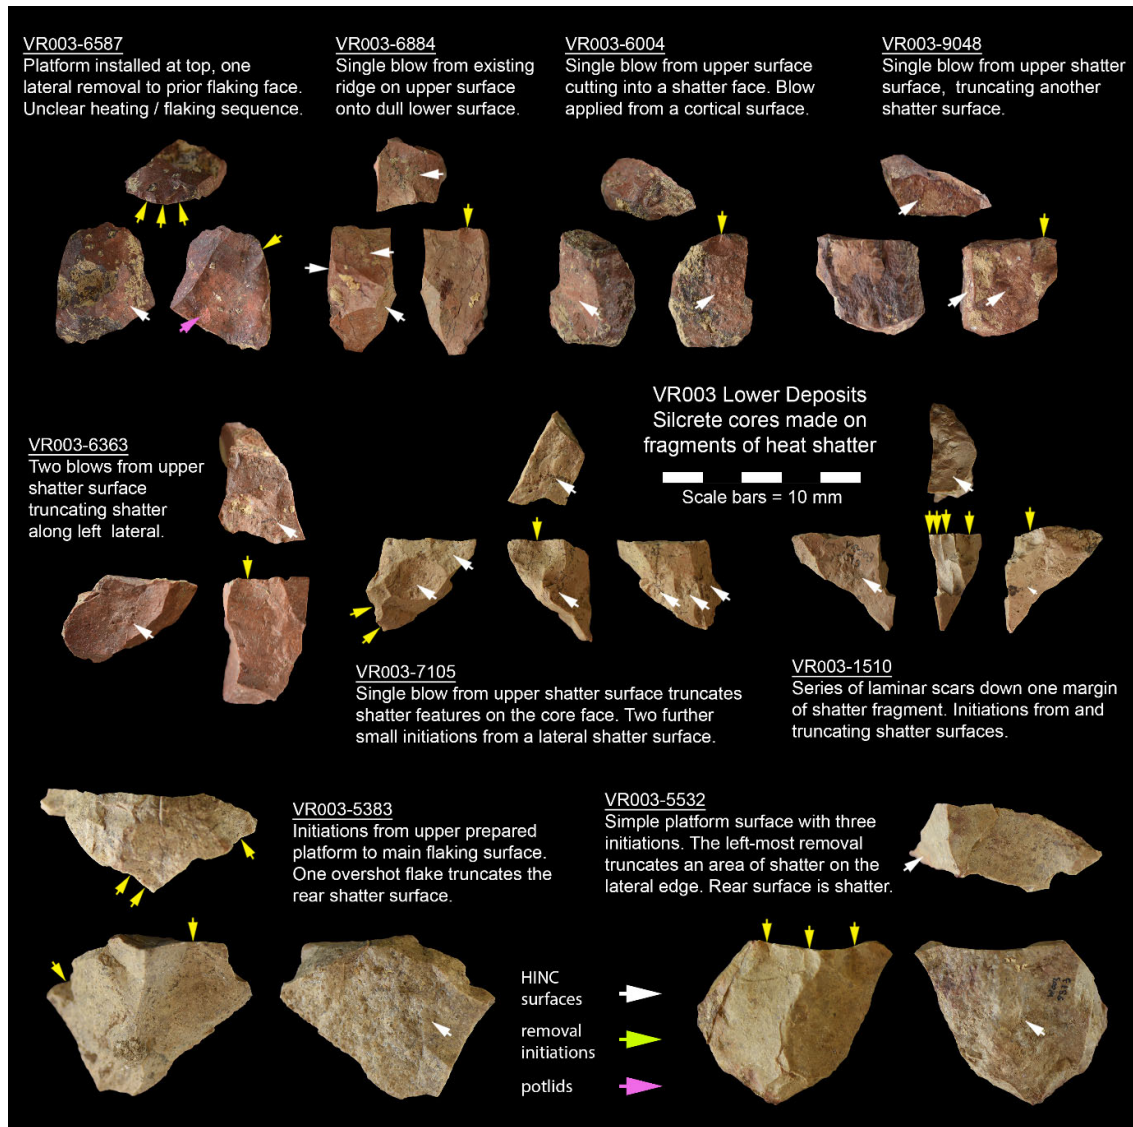 VR003-6587
Platform installed at top, one
lateral removal to prior flaking face.
Unclear heating / flaking sequence.
VR003-6884
Single blow from existing
ridge on upper surface
onto dull lower surface.
VR003-6004
Single blow from upper surface
cutting into a shatter face. Blow
applied from a cortical surface.
VR003-9048
Single blow from upper shatter
surface, truncating another
shatter surface.
VR003 Lower Deposits
Silcrete cores made on
fragments of heat shatter
Scale bars = 10 mm
VR003-6363
Two blows from upper
shatter surface
truncating shatter
along left lateral.
VR003-7105
Single blow from upper shatter surface truncates
shatter features on the core face. Two further
small initiations from a lateral shatter surface.
VR003-1510
Series of laminar scars down one margin
of shatter fragment. Initiations from and
truncating shatter surfaces.
VR003-5383
Initiations from upper prepared
platform to main flaking surface.
One overshot flake truncates the
rear shatter surface.
VR003-5532
Simple platform surface with three
initiations. The left-most removal
truncates an area of shatter on the
lateral edge. Rear surface is shatter.
HINC
surfaces
removal
initiations
potlids